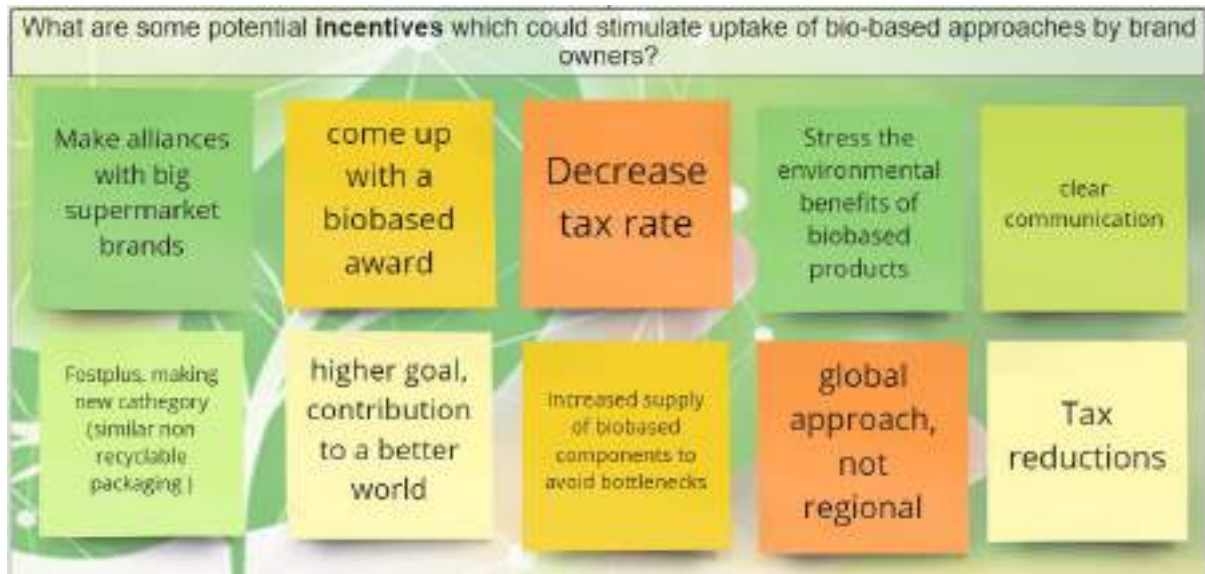 What are some potential incentives which could stimulate uptake of bio-based approaches by brand
owners?
Make alliances
with big
supermarket
brands
come up
with a
biobased
award
Decrease
tax rate
Stress the
environmental
benefits of
biobased
products
clear
communication
Fostplus, making
new cathegory
(similar non
recyclable
packaging )
higher goal,
contribution
to a better
world
Increased supply
of biobased
components to
avoid bottlenecks
global
approach,
not
regional
Tax
reductions